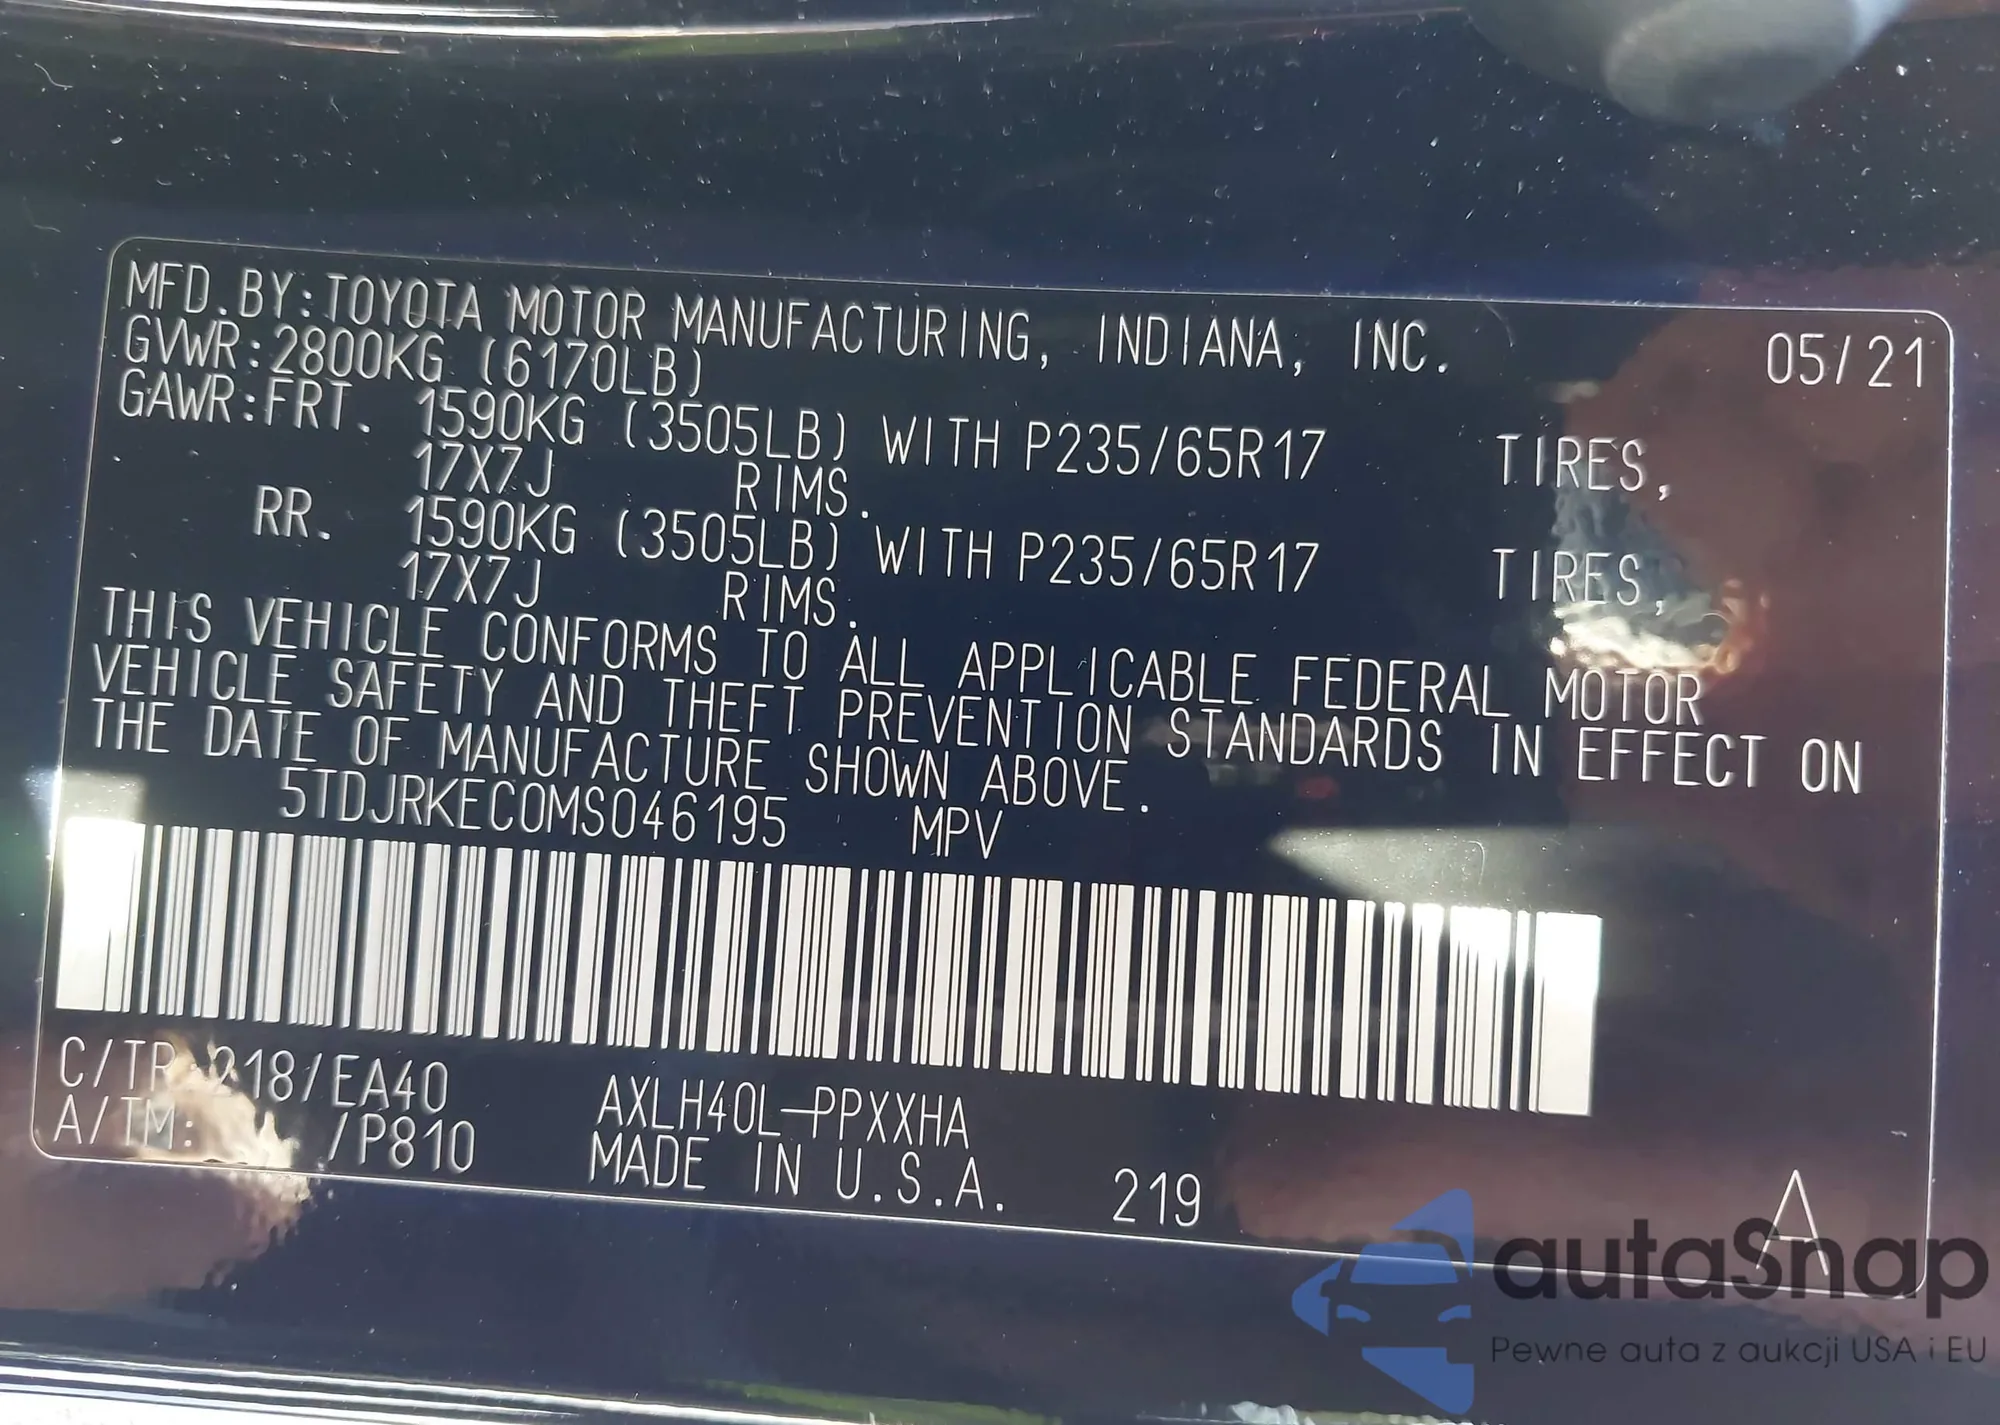 MFD.BY:TOYOTA MOTOR MANUFACTURING, INDIANA, INC. 05/21
GVWR:2800KG (6170LB)
GAWR:FRT. 1590KG (3505LB) WITH P235/65R17 TIRES,
17X7J RIMS.
RR. 1590KG (3505LB) WITH P235/65R17 TIRES,
17X7J RIMS.
THIS VEHICLE CONFORMS TO ALL APPLICABLE FEDERAL MOTOR
VEHICLE SAFETY AND THEFT PREVENTION STANDARDS IN EFFECT ON
THE DATE OF MANUFACTURE SHOWN ABOVE.
5TDJRKEC0MS046195 MPV
C/TR:218/EA40 AXLH40L-PPXXHA
A/TM: /P810 MADE IN U.S.A. 219 A
autaSnap
Pewne auta z aukcji USA i EU